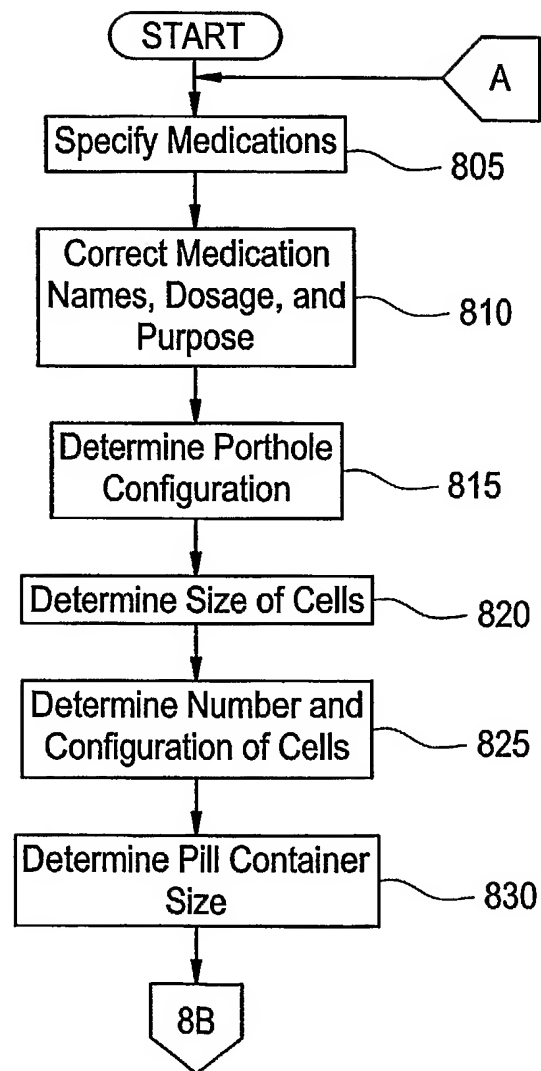 START
A
Specify Medications
805
Correct Medication
Names, Dosage, and
Purpose
810
Determine Porthole
Configuration
815
Determine Size of Cells
820
Determine Number and
Configuration of Cells
825
Determine Pill Container
Size
830
8B